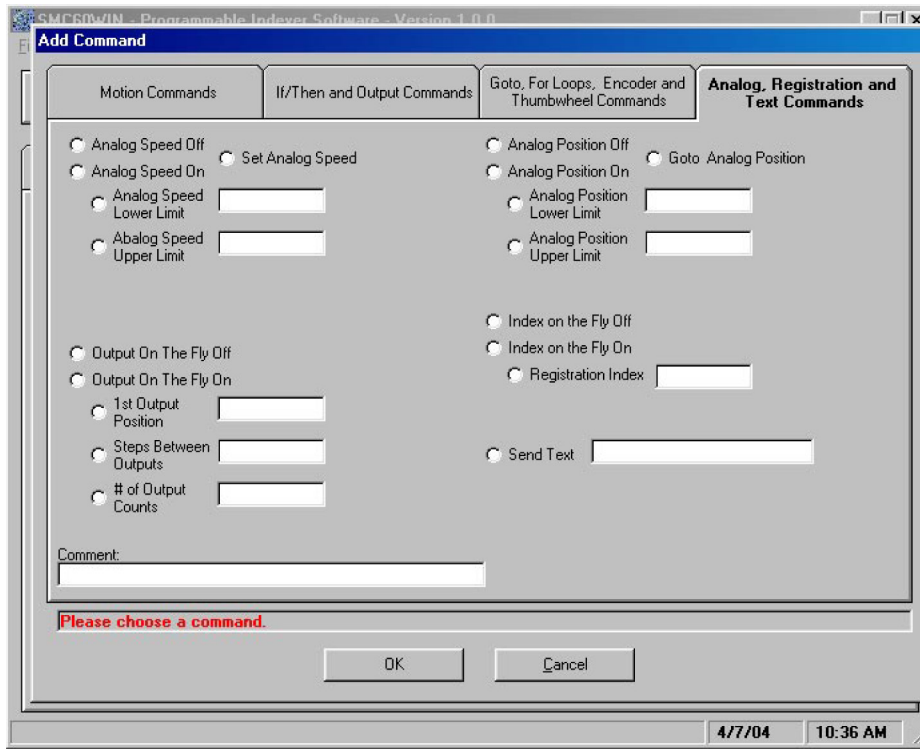 SMC60WIN - Programmable Indexer Software - Version 1.0.0
Add Command
Motion Commands
If/Then and Output Commands
Goto, For Loops, Encoder and
Thumbwheel Commands
Analog, Registration and
Text Commands
Analog Speed Off
Set Analog Speed
Analog Speed On
Analog Speed
Lower Limit
Abalog Speed
Upper Limit
Analog Position Off
Goto Analog Position
Analog Position On
Analog Position
Lower Limit
Analog Position
Upper Limit
Output On The Fly Off
Output On The Fly On
1st Output
Position
Steps Between
Outputs
# of Output
Counts
Index on the Fly Off
Index on the Fly On
Registration Index
Send Text
Comment:
Please choose a command.
OK
Cancel
4/7/04
10:36 AM